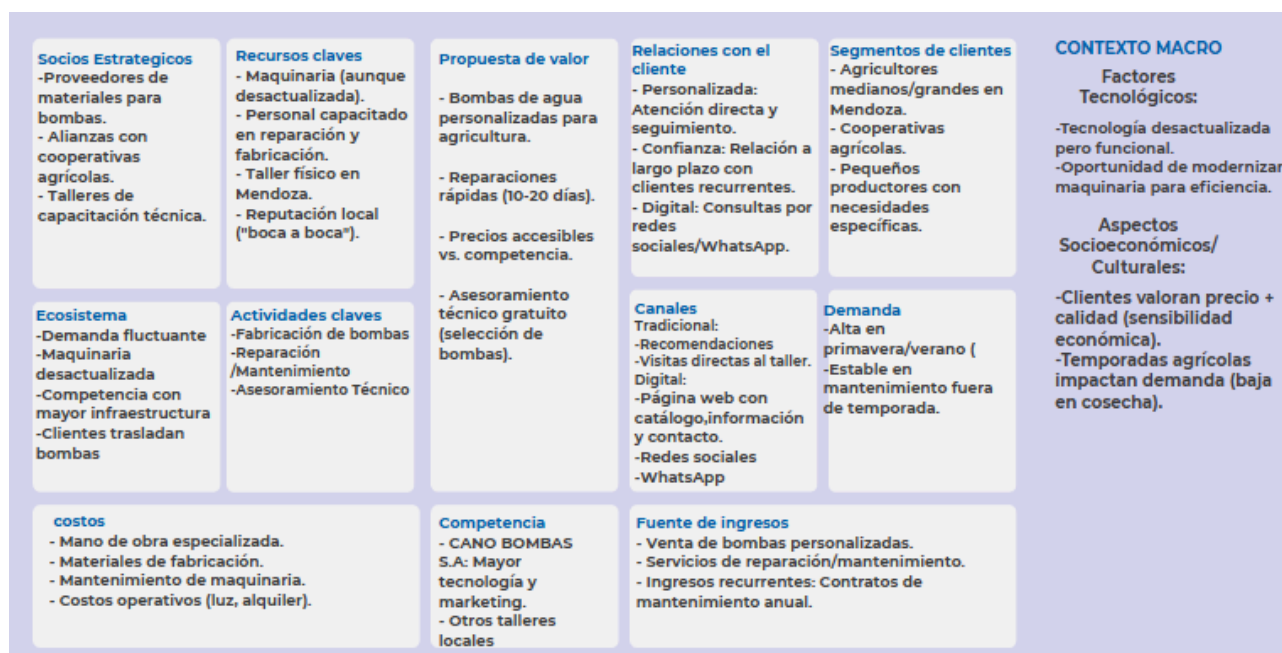 Socios Estrategicos
-Proveedores de
materiales para
bombas.
- Alianzas con
cooperativas
agrícolas.
- Talleres de
capacitación técnica.
Recursos claves
- Maquinaria (aunque
desactualizada).
- Personal capacitado
en reparación y
fabricación.
- Taller físico en
Mendoza.
- Reputación local
("boca a boca").
Propuesta de valor
- Bombas de agua
personalizadas para
agricultura.
- Reparaciones
rápidas (10-20 días).
- Precios accesibles
vs. competencia.
- Asesoramiento
técnico gratuito
(selección de
bombas).
Relaciones con el
cliente
- Personalizada:
Atención directa y
seguimiento.
- Confianza: Relación a
largo plazo con
clientes recurrentes.
- Digital: Consultas por
redes
sociales/WhatsApp.
Segmentos de clientes
- Agricultores
medianos/grandes en
Mendoza.
- Cooperativas
agrícolas.
- Pequeños
productores con
necesidades
específicas.
CONTEXTO MACRO
Factores
Tecnológicos:
-Tecnología desactualizada
pero funcional.
-Oportunidad de modernizar
maquinaria para eficiencia.
Aspectos
Socioeconómicos/
Culturales:
-Clientes valoran precio +
calidad (sensibilidad
económica).
-Temporadas agrícolas
impactan demanda (baja
en cosecha).
Ecosistema
-Demanda fluctuante
-Maquinaria
desactualizada
-Competencia con
mayor infraestructura
-Clientes trasladan
bombas
Actividades claves
-Fabricación de bombas
-Reparación
/Mantenimiento
-Asesoramiento Técnico
Canales
Tradicional:
-Recomendaciones
-Visitas directas al taller.
Digital:
-Página web con
catálogo,información
y contacto.
-Redes sociales
-WhatsApp
Demanda
-Alta en
primavera/verano (
-Estable en
mantenimiento fuera
de temporada.
costos
- Mano de obra especializada.
- Materiales de fabricación.
- Mantenimiento de maquinaria.
- Costos operativos (luz, alquiler).
Competencia
- CANO BOMBAS
S.A: Mayor
tecnología y
marketing.
- Otros talleres
locales
Fuente de ingresos
- Venta de bombas personalizadas.
- Servicios de reparación/mantenimiento.
- Ingresos recurrentes: Contratos de
mantenimiento anual.